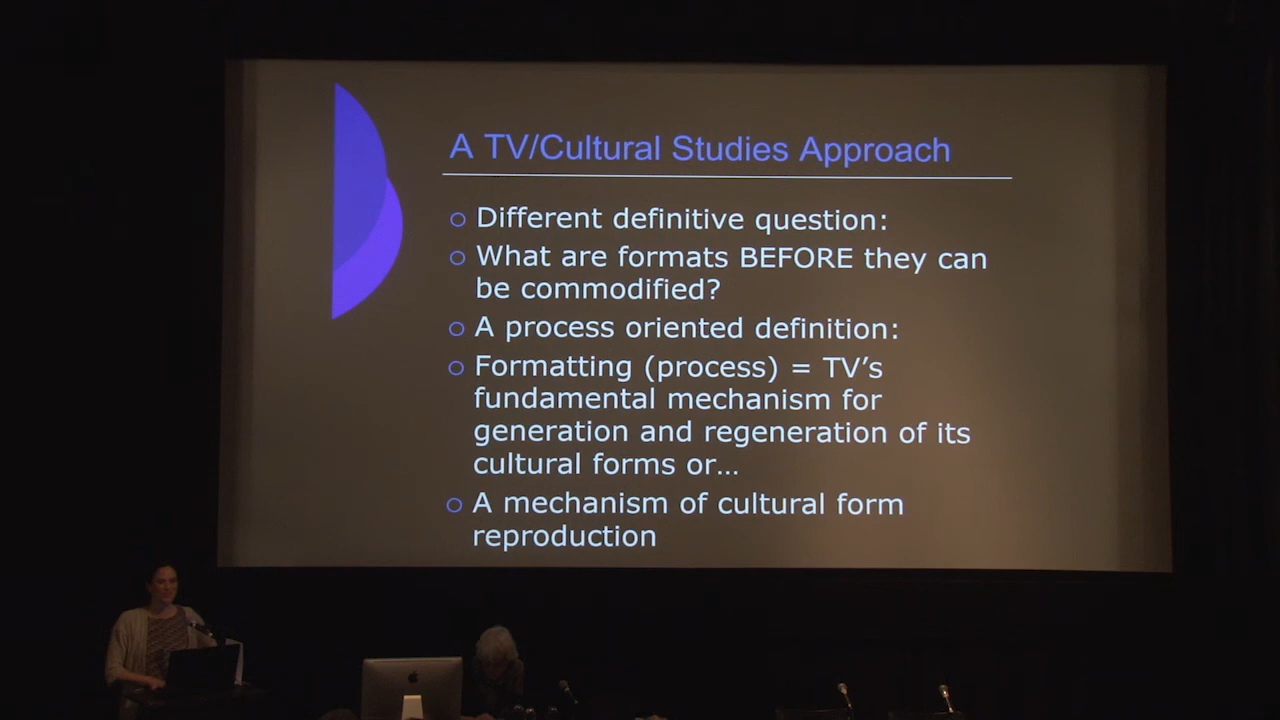 A TV/Cultural Studies Approach
Different definitive question:
What are formats BEFORE they can
be commodified?
A process oriented definition:
Formatting (process) = TV’s
fundamental mechanism for
generation and regeneration of its
cultural forms or…
A mechanism of cultural form
reproduction